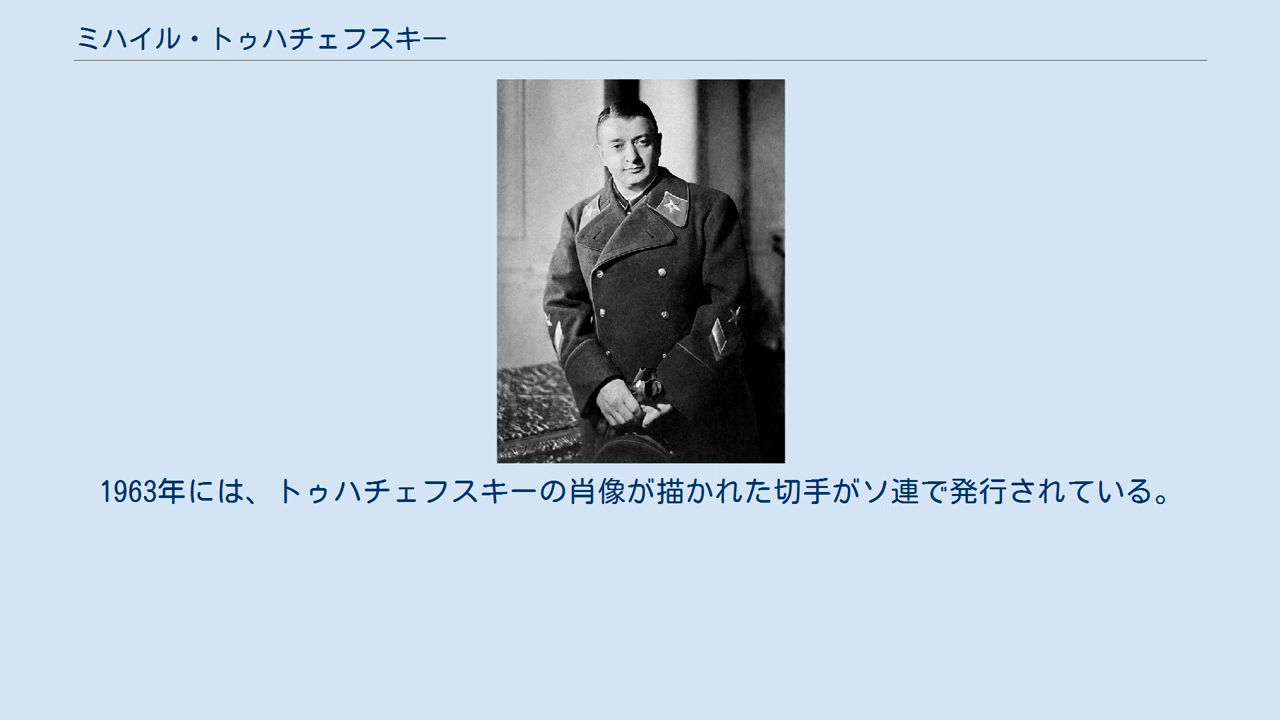 ミハイル・トゥハチェフスキー
1963年には、トゥハチェフスキーの肖像が描かれた切手がソ連で発行されている。